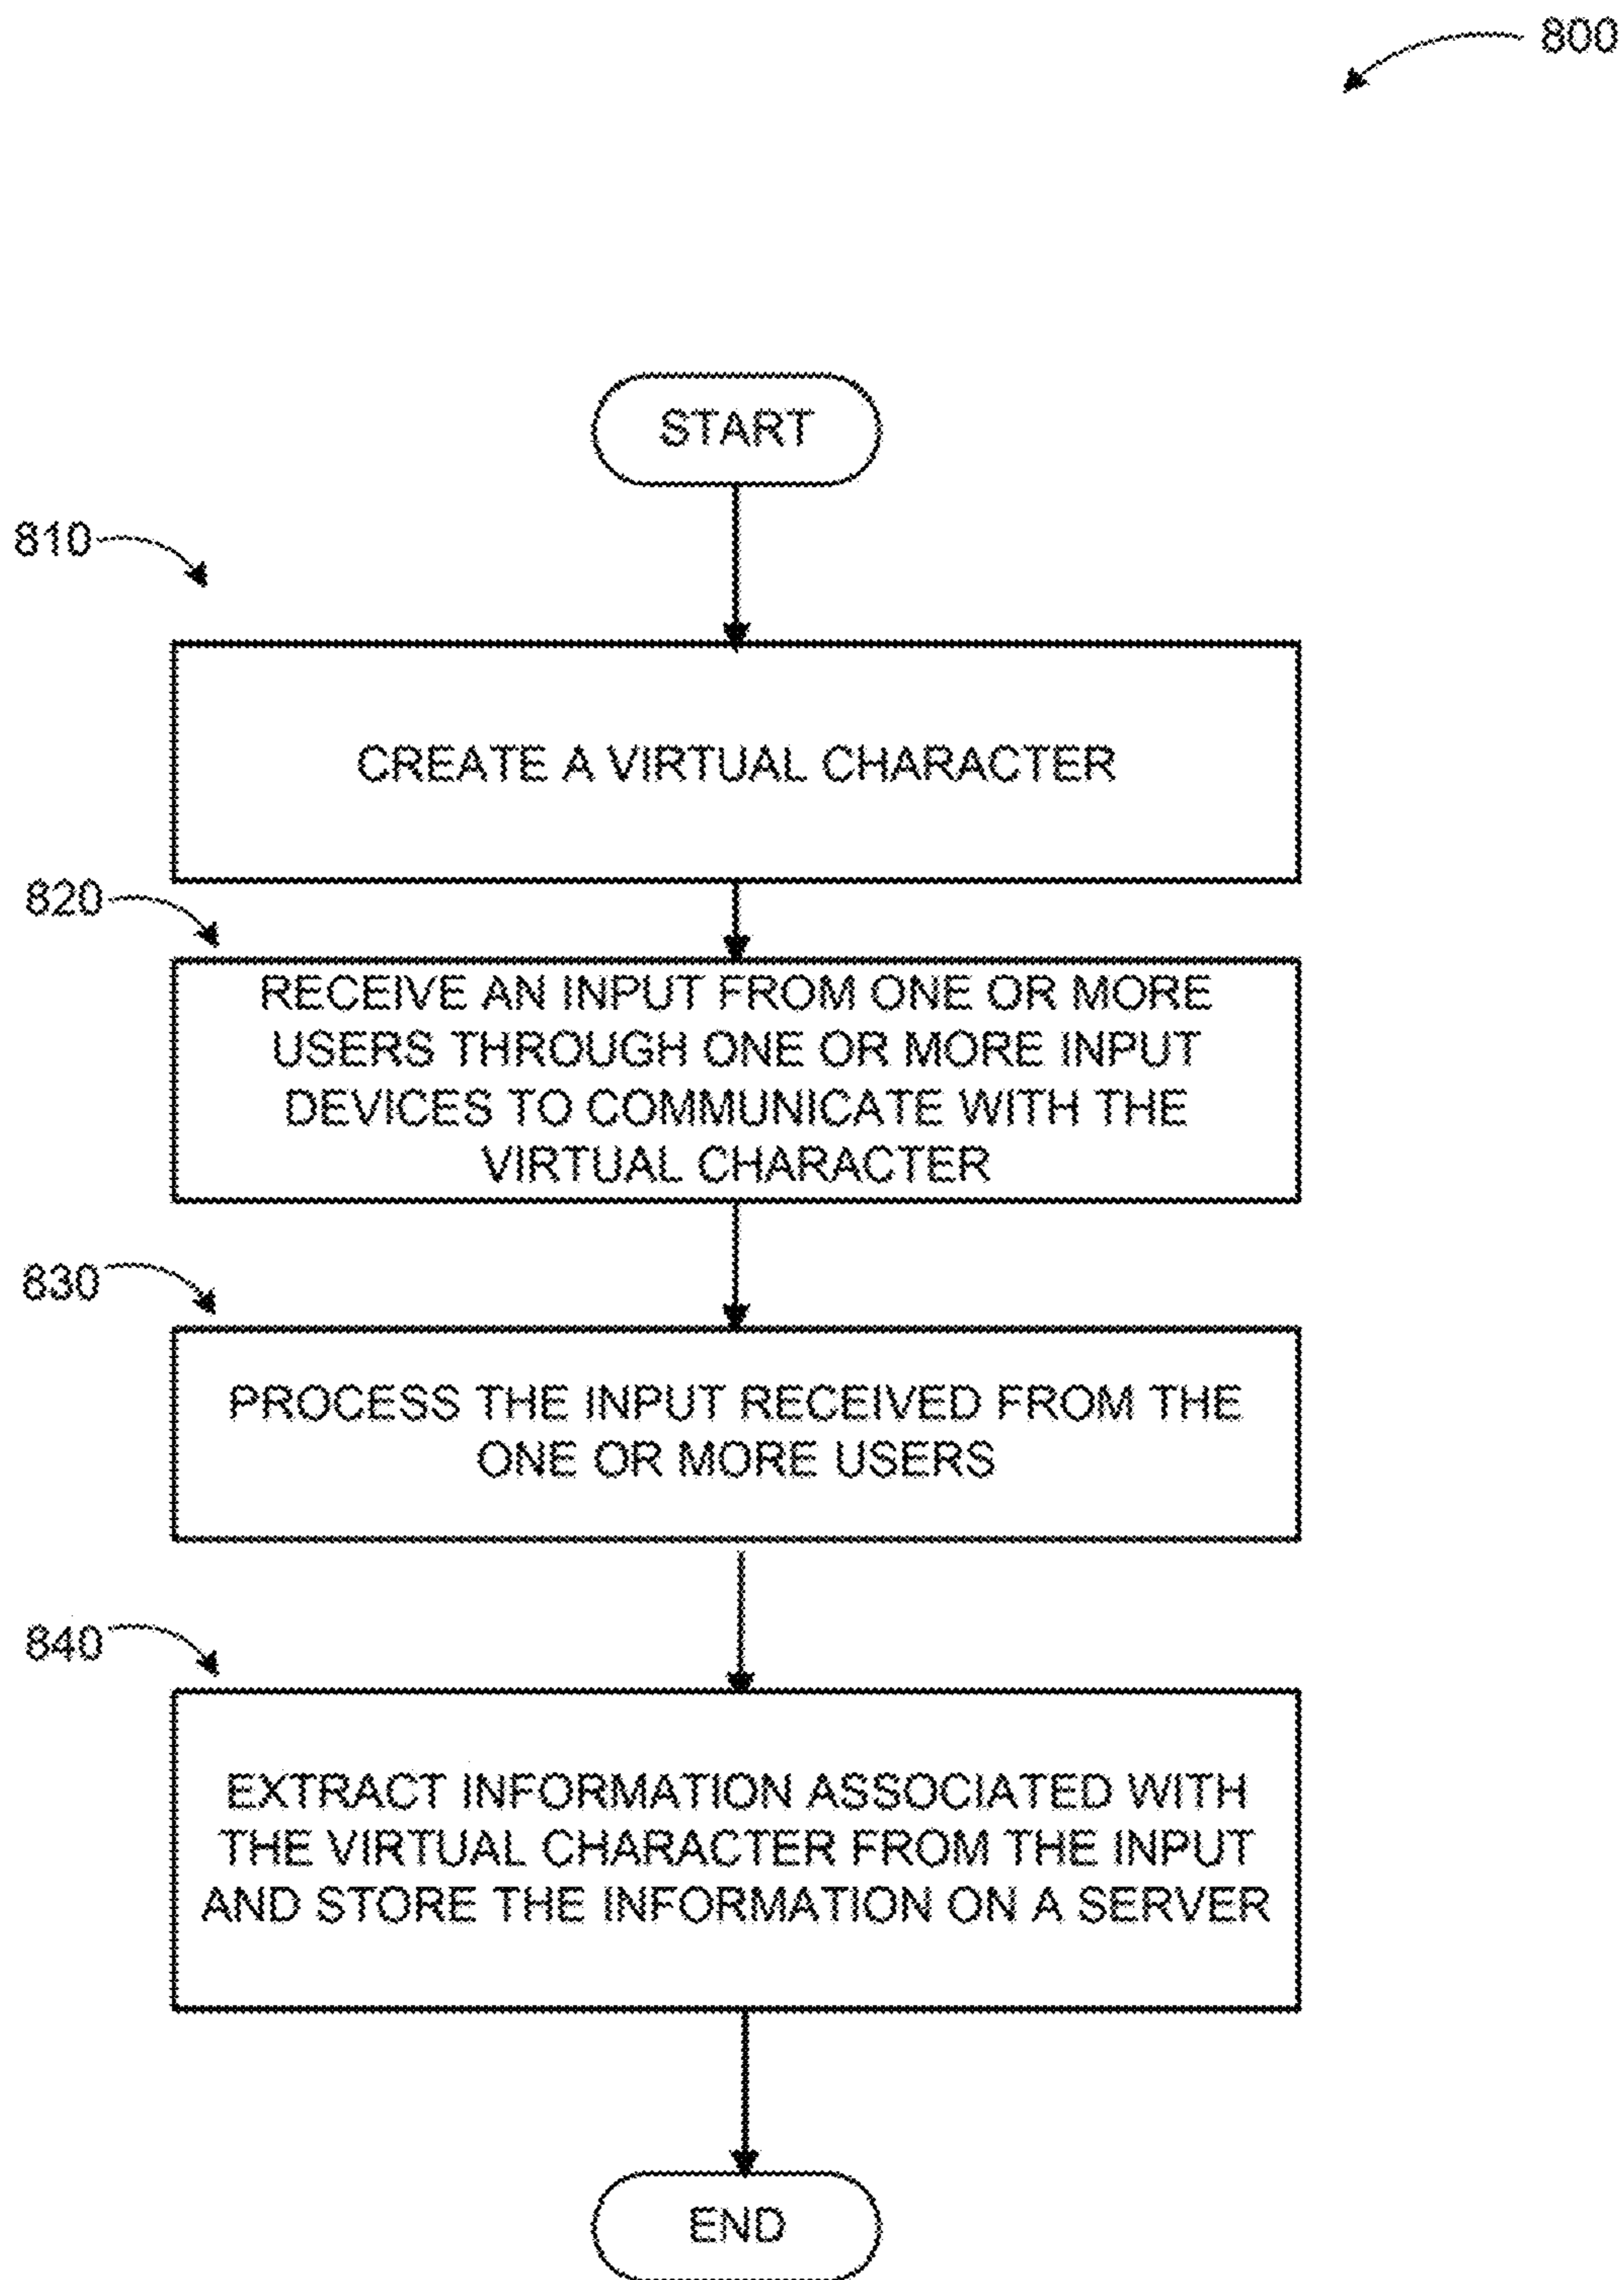 800
START
810
CREATE A VIRTUAL CHARACTER
820
RECEIVE AN INPUT FROM ONE OR MORE
USERS THROUGH ONE OR MORE INPUT
DEVICES TO COMMUNICATE WITH THE
VIRTUAL CHARACTER
830
PROCESS THE INPUT RECEIVED FROM THE
ONE OR MORE USERS
840
EXTRACT INFORMATION ASSOCIATED WITH
THE VIRTUAL CHARACTER FROM THE INPUT
AND STORE THE INFORMATION ON A SERVER
END